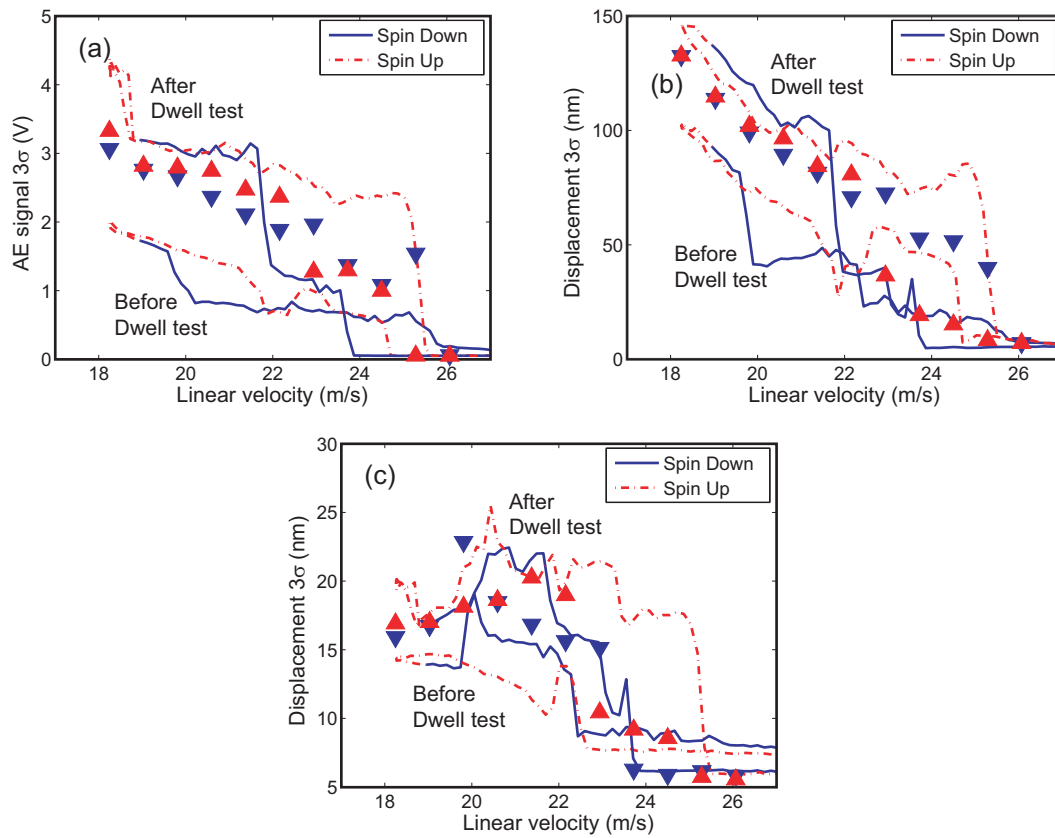 (a)
Spin Down
Spin Up
After
Dwell test
Before
Dwell test
AE signal 3σ (V)
5
4
3
2
1
0
18 20 22 24 26
Linear velocity (m/s)
(b)
Spin Down
Spin Up
After
Dwell test
Before
Dwell test
Displacement 3σ (nm)
150
100
50
0
18 20 22 24 26
Linear velocity (m/s)
(c)
Spin Down
Spin Up
After
Dwell test
Before
Dwell test
Displacement 3σ (nm)
30
25
20
15
10
5
18 20 22 24 26
Linear velocity (m/s)